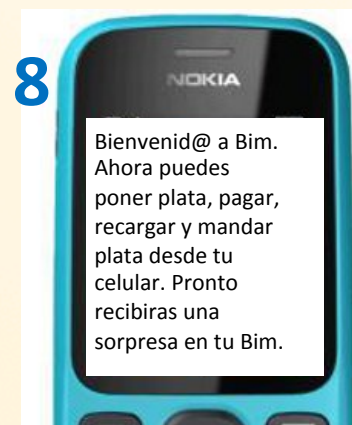 8
NOKIA
Bienvenid@ a Bim.
Ahora puedes
poner plata, pagar,
recargar y mandar
plata desde tu
celular. Pronto
recibiras una
sorpresa en tu Bim.